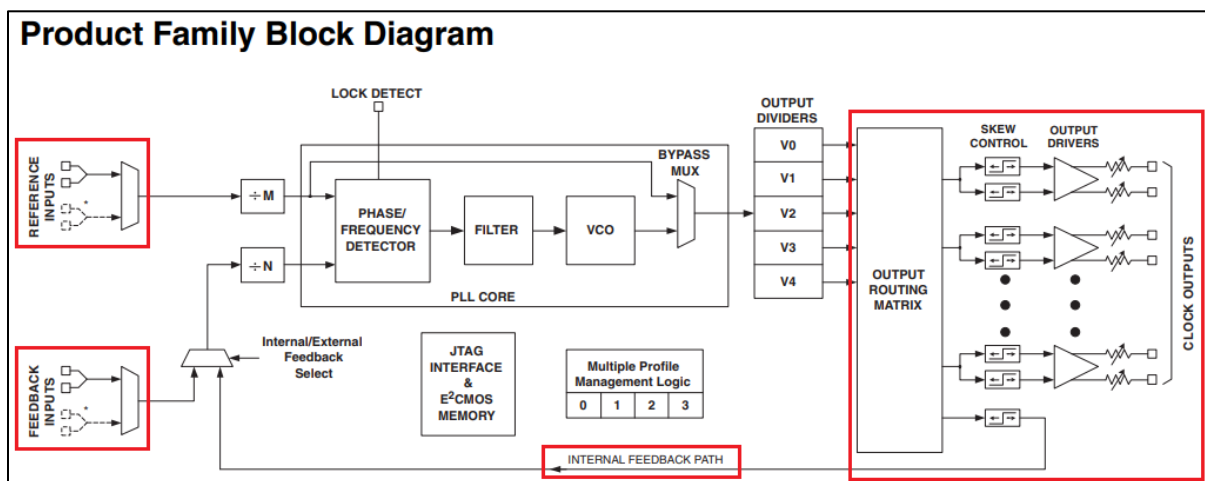 Product Family Block Diagram
LOCK DETECT
OUTPUT
DIVIDERS
SKEW
CONTROL
OUTPUT
DRIVERS
REFERENCE
INPUTS
*
÷ M
PHASE/
FREQUENCY
DETECTOR
FILTER
VCO
BYPASS
MUX
V0
V1
V2
V3
V4
÷ N
PLL CORE
OUTPUT
ROUTING
MATRIX
CLOCK OUTPUTS
Internal/External
Feedback
Select
FEEDBACK
INPUTS
*
JTAG
INTERFACE
&
E²CMOS
MEMORY
Multiple Profile
Management Logic
0 1 2 3
INTERNAL FEEDBACK PATH